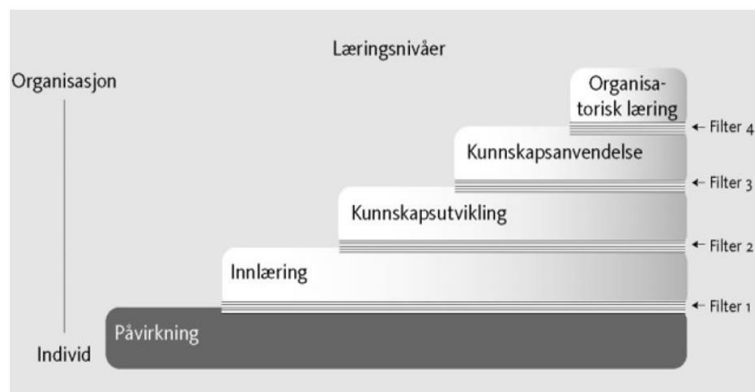 Læringsnivåer
Organisasjon
Organisa-
torisk læring
← Filter 4
Kunnskapsanvendelse
← Filter 3
Kunnskapsutvikling
← Filter 2
Innlæring
← Filter 1
Påvirkning
Individ